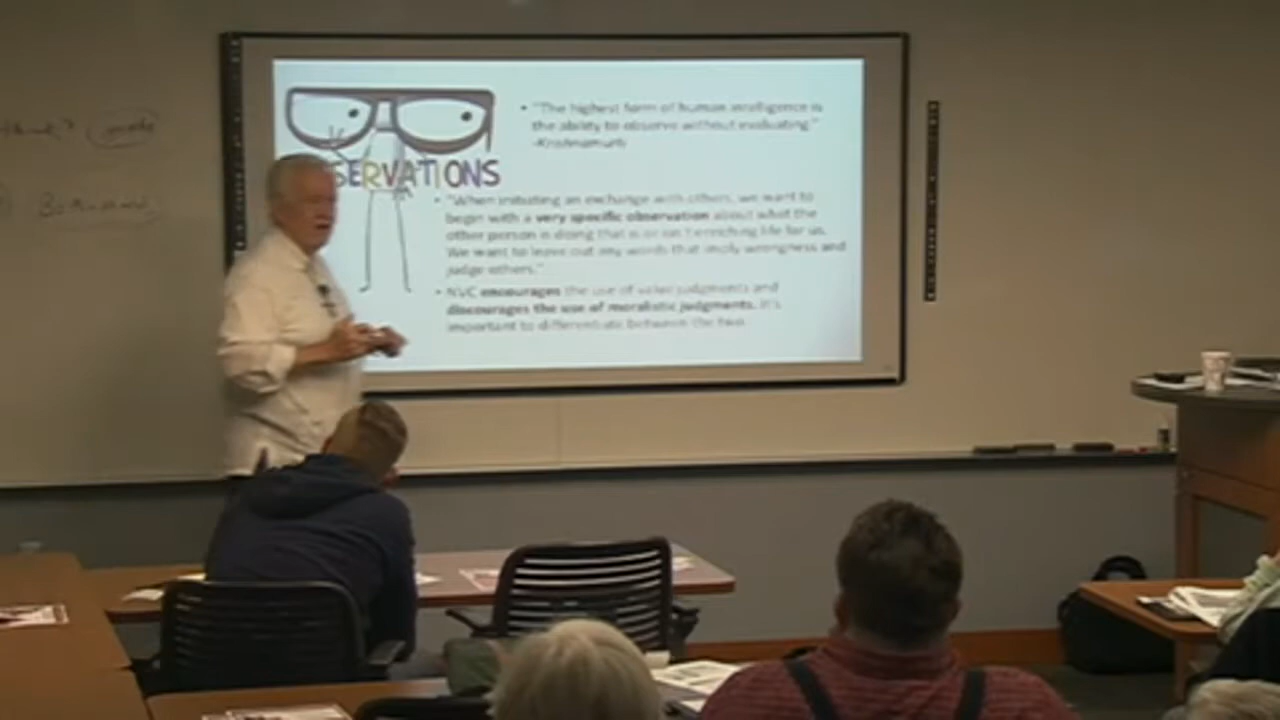 • "The highest form of human intelligence is
the ability to observe without evaluating."
-Krishnamurti
SERVATIONS
• "When initiating an exchange with others, we want to
begin with a very specific observation about what the
other person is doing that is or isn't enriching life for us.
We want to leave out any words that imply wrongness and
judge others."
• NVC encourages the use of value judgments and
discourages the use of moralistic judgments. It's
important to differentiate between the two.